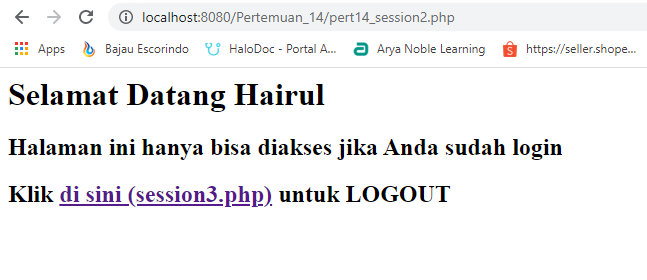 localhost:8080/Pertemuan_14/pert14_session2.php
Apps Bajau Escorindo HaloDoc - Portal A... Arya Noble Learning https://seller.shope...
Selamat Datang Hairul
Halaman ini hanya bisa diakses jika Anda sudah login
Klik di sini (session3.php) untuk LOGOUT